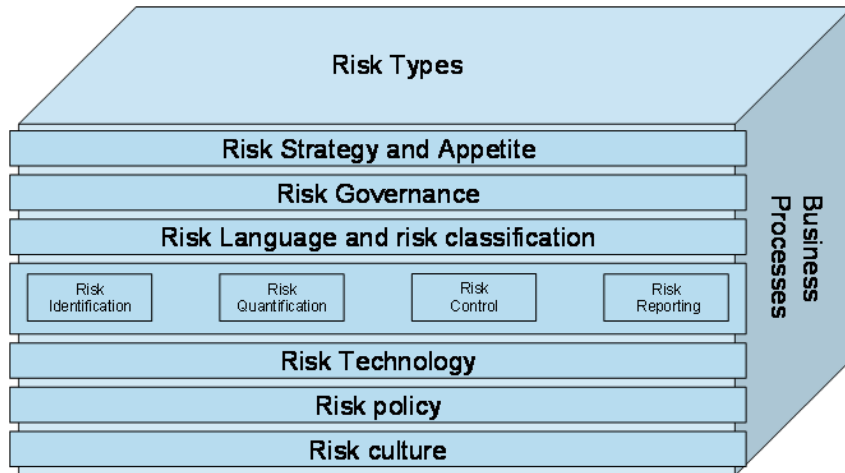 Risk Types
Risk Strategy and Appetite
Risk Governance
Risk Language and risk classification
Risk
Identification
Risk
Quantification
Risk
Control
Risk
Reporting
Risk Technology
Risk policy
Risk culture
Business
Processes